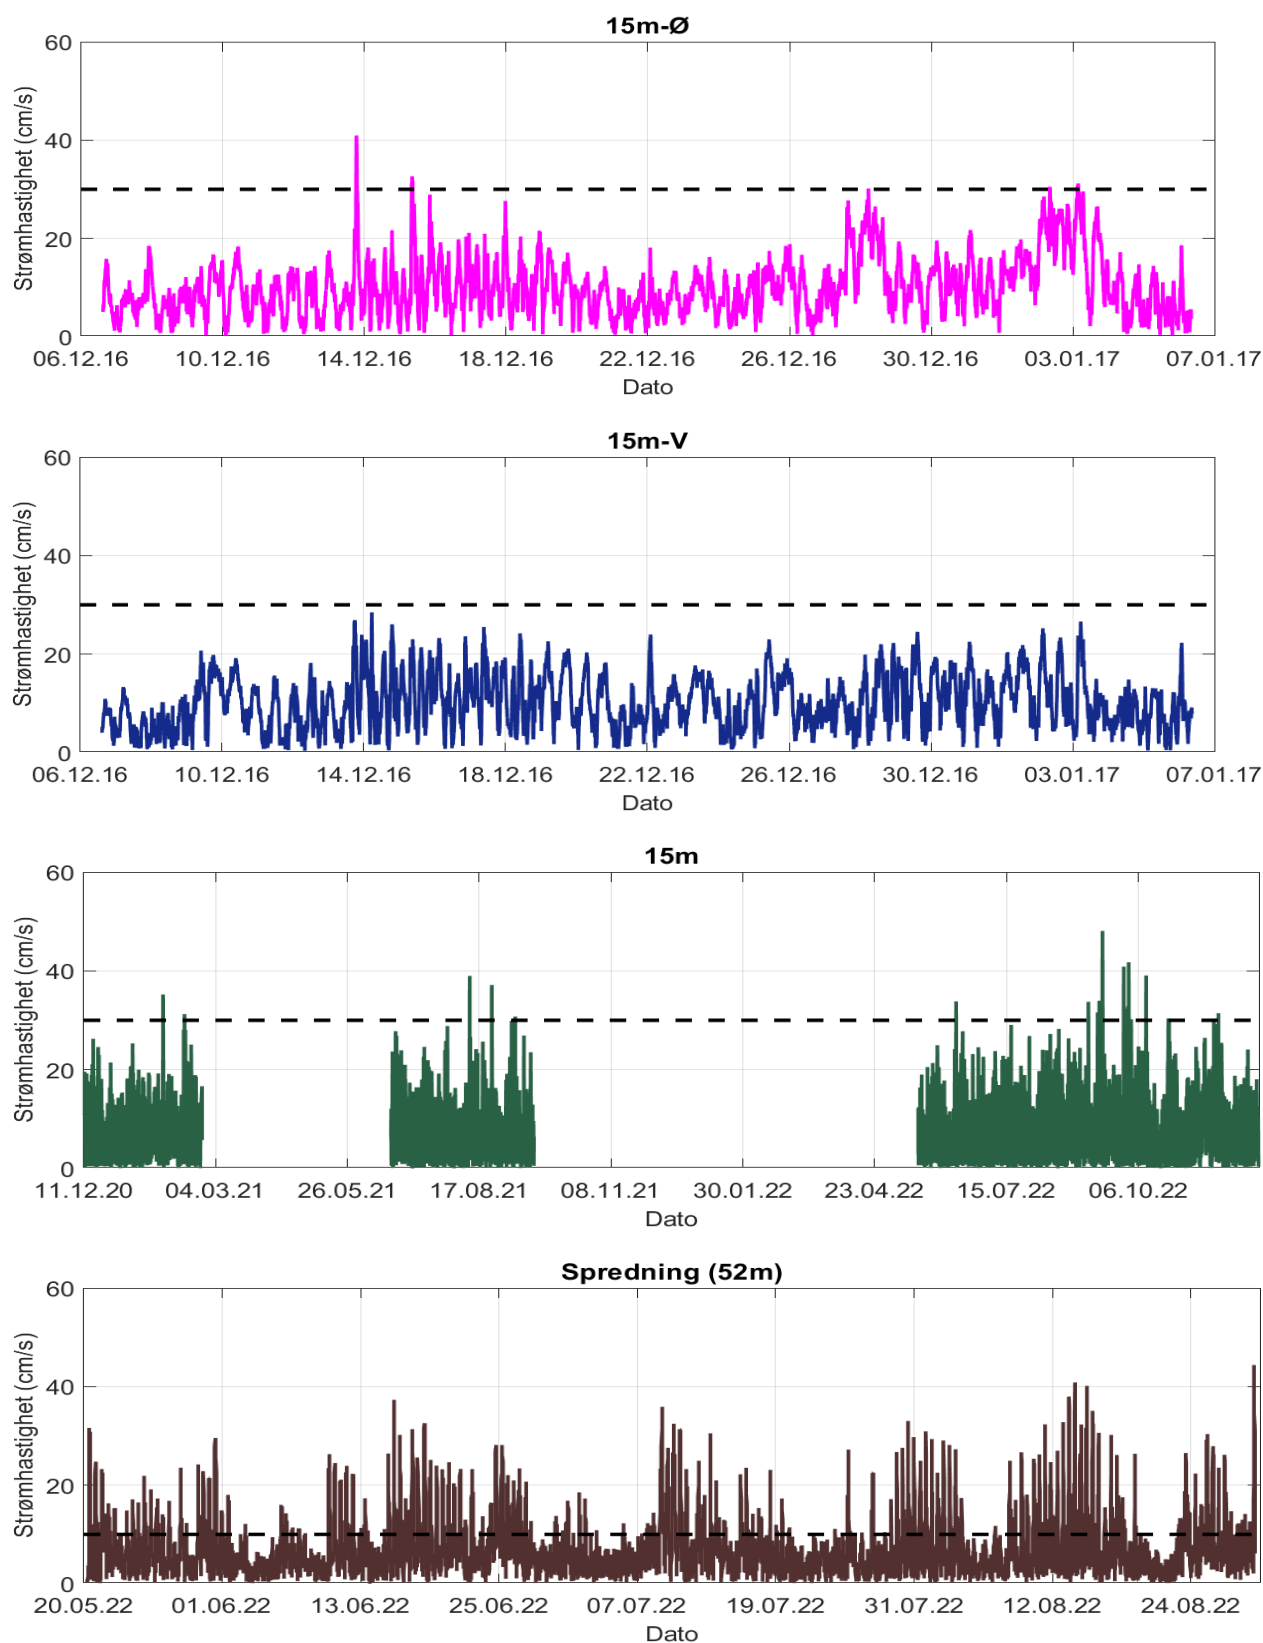 15m-Ø
60
40
20
0
Strømhastighet (cm/s)
06.12.16 10.12.16 14.12.16 18.12.16 22.12.16 26.12.16 30.12.16 03.01.17 07.01.17
Dato
15m-V
60
40
20
0
Strømhastighet (cm/s)
06.12.16 10.12.16 14.12.16 18.12.16 22.12.16 26.12.16 30.12.16 03.01.17 07.01.17
Dato
15m
60
40
20
0
Strømhastighet (cm/s)
11.12.20 04.03.21 26.05.21 17.08.21 08.11.21 30.01.22 23.04.22 15.07.22 06.10.22
Dato
Spredning (52m)
60
40
20
0
Strømhastighet (cm/s)
20.05.22 01.06.22 13.06.22 25.06.22 07.07.22 19.07.22 31.07.22 12.08.22 24.08.22
Dato